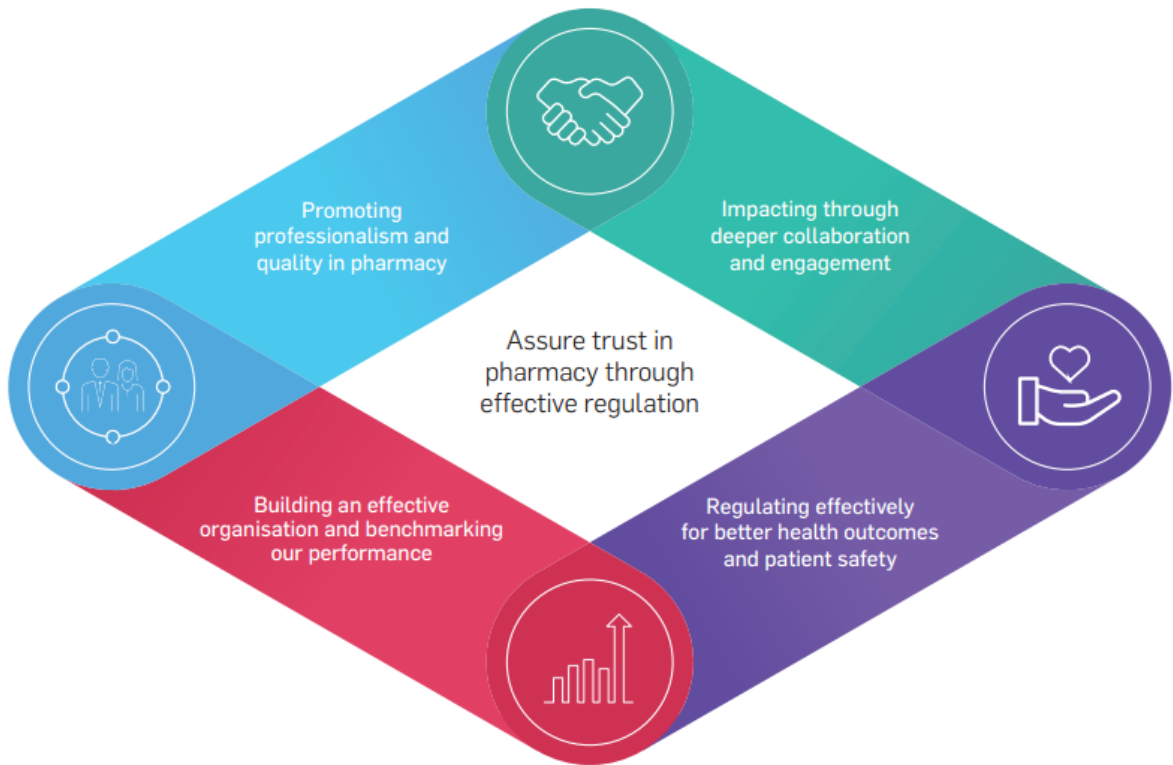 Promoting
professionalism and
quality in pharmacy
Impacting through
deeper collaboration
and engagement
Assure trust in
pharmacy through
effective regulation
Building an effective
organisation and benchmarking
our performance
Regulating effectively
for better health outcomes
and patient safety